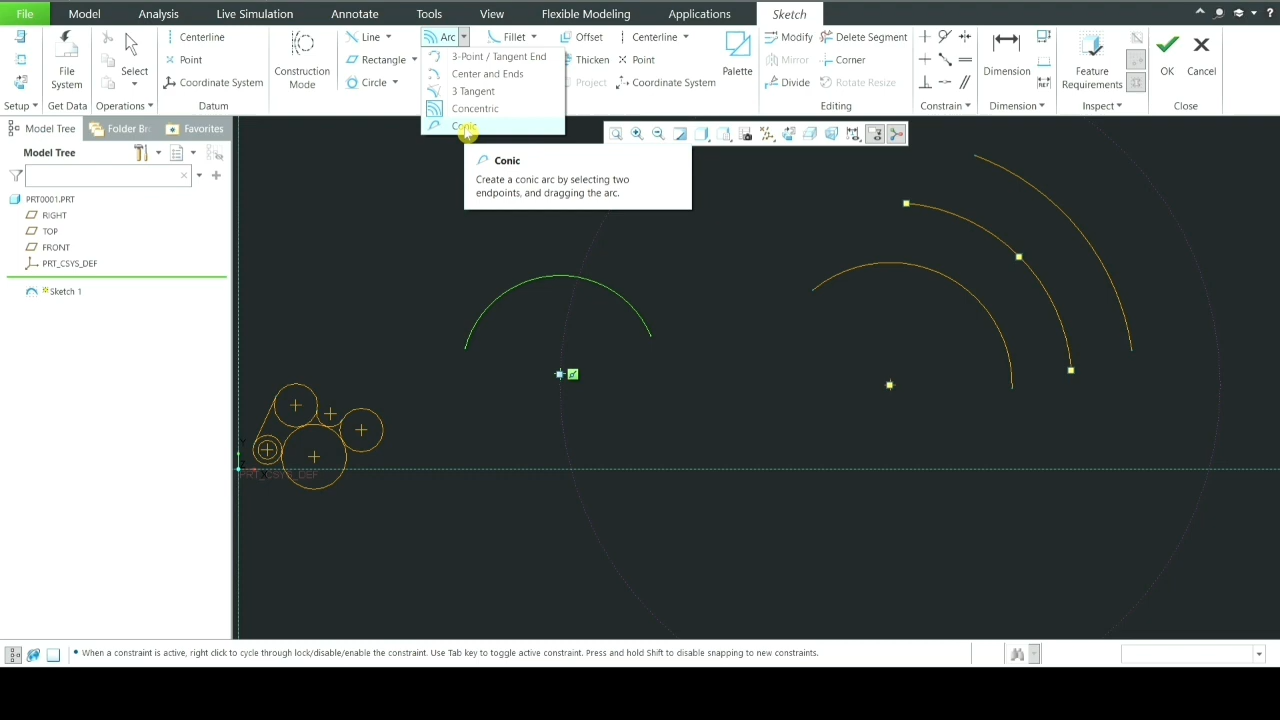 File Model Analysis Live Simulation Annotate Tools View Flexible Modeling Applications Sketch
Centerline Line Arc Fillet Offset Centerline Modify Delete Segment
Point Rectangle Thicken Point Mirror Corner
File System Select Coordinate System Construction Mode Circle Project Coordinate System Palette Divide Rotate Resize Dimension Feature Requirements OK Cancel
Setup Get Data Operations Datum Editing Constrain Dimension Inspect Close
3-Point / Tangent End
Center and Ends
3 Tangent
Concentric
Conic
Conic
Create a conic arc by selecting two
endpoints, and dragging the arc.
Model Tree Folder Br Favorites
Model Tree
PRT0001.PRT
RIGHT
TOP
FRONT
PRT_CSYS_DEF
Sketch 1
PRT_CSYS_DEF
• When a constraint is active, right click to cycle through lock/disable/enable the constraint. Use Tab key to toggle active constraint. Press and hold Shift to disable snapping to new constraints.